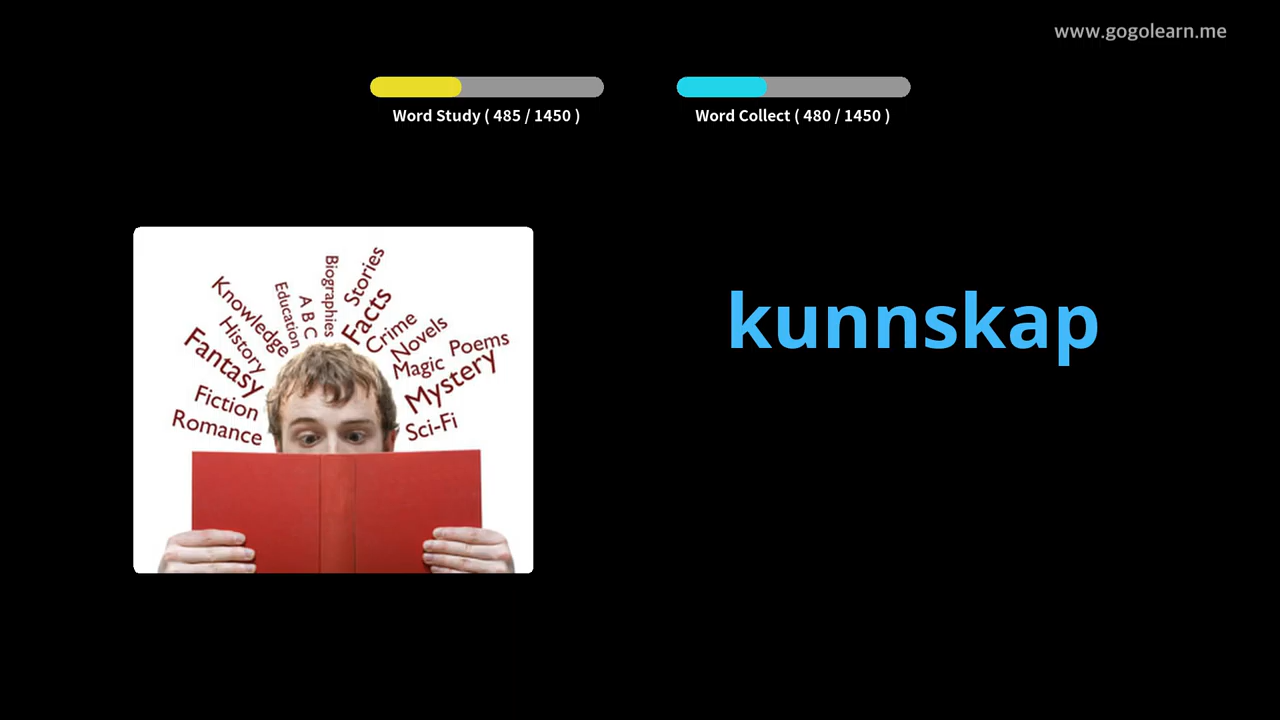 www.gogolearn.me
Word Study ( 485 / 1450 )
Word Collect ( 480 / 1450 )
kunnskap
Romance
Fiction
Fantasy
History
Knowledge
Education
A B C
Biographies
Stories
Facts
Crime
Novels
Magic
Poems
Mystery
Sci-Fi